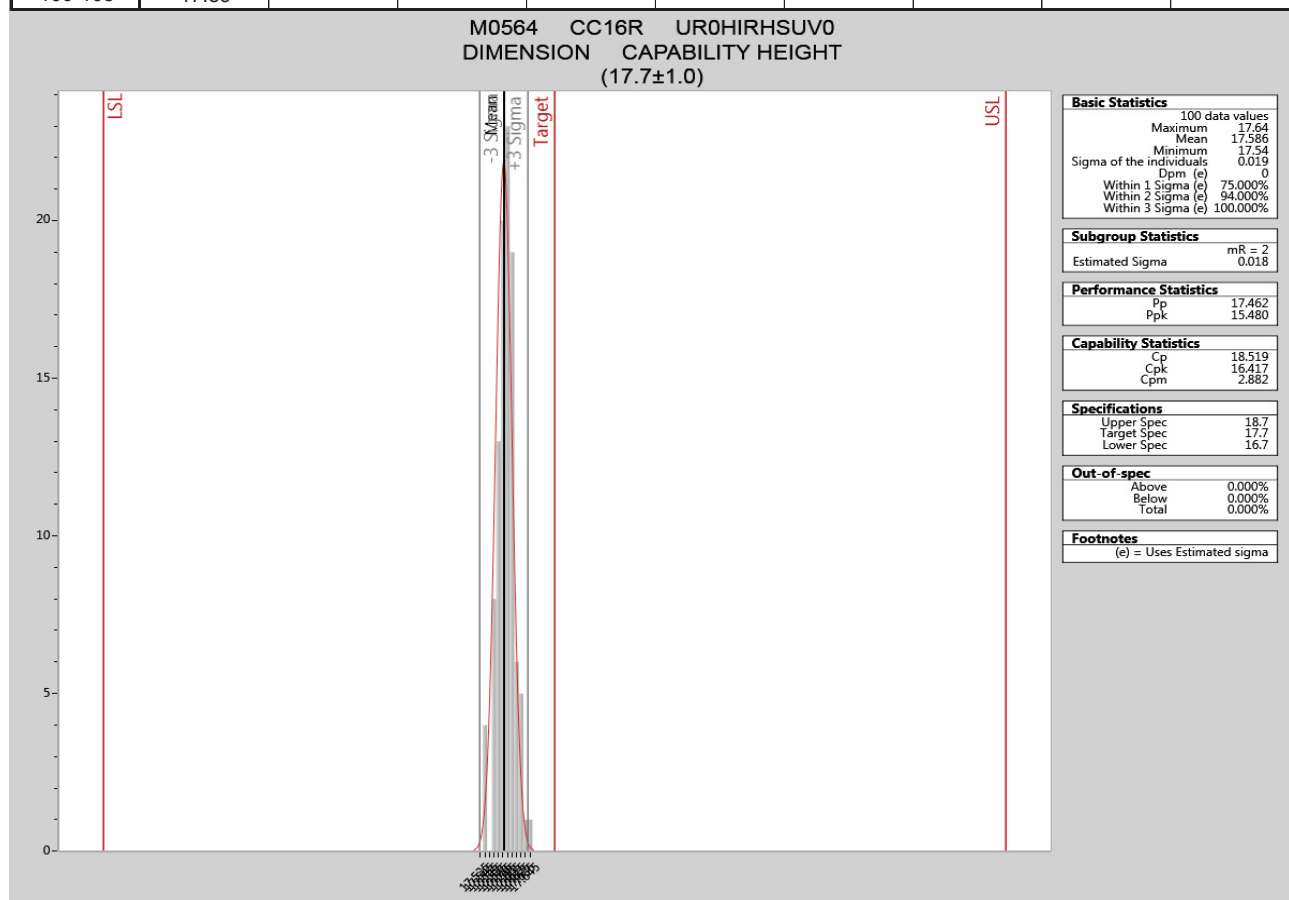 M0564 CC16R UR0HIRHSUV0
DIMENSION CAPABILITY HEIGHT
(17.7±1.0)
LSL
-3 Sigma
Mean
+3 Sigma
Target
USL
20
15
10
5
0
Basic Statistics
100 data values
Maximum 17.64
Mean 17.586
Minimum 17.54
Sigma of the individuals 0.019
Dpm (e) 0
Within 1 Sigma (e) 75.000%
Within 2 Sigma (e) 94.000%
Within 3 Sigma (e) 100.000%
Subgroup Statistics
mR = 2
Estimated Sigma 0.018
Performance Statistics
Pp 17.462
Ppk 15.480
Capability Statistics
Cp 18.519
Cpk 16.417
Cpm 2.882
Specifications
Upper Spec 18.7
Target Spec 17.7
Lower Spec 16.7
Out-of-spec
Above 0.000%
Below 0.000%
Total 0.000%
Footnotes
(e) = Uses Estimated sigma